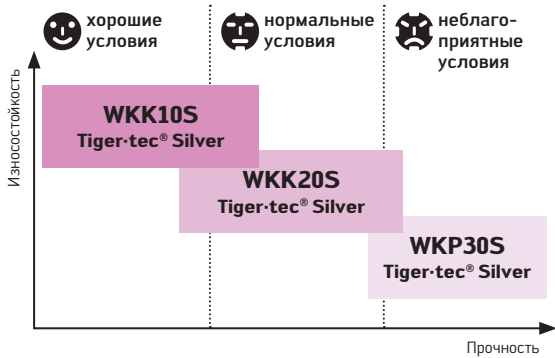 хорошие
условия
нормальные
условия
неблаго-
приятные
условия
Износостойкость
WKK10S
Tiger·tec® Silver
WKK20S
Tiger·tec® Silver
WKP30S
Tiger·tec® Silver
Прочность